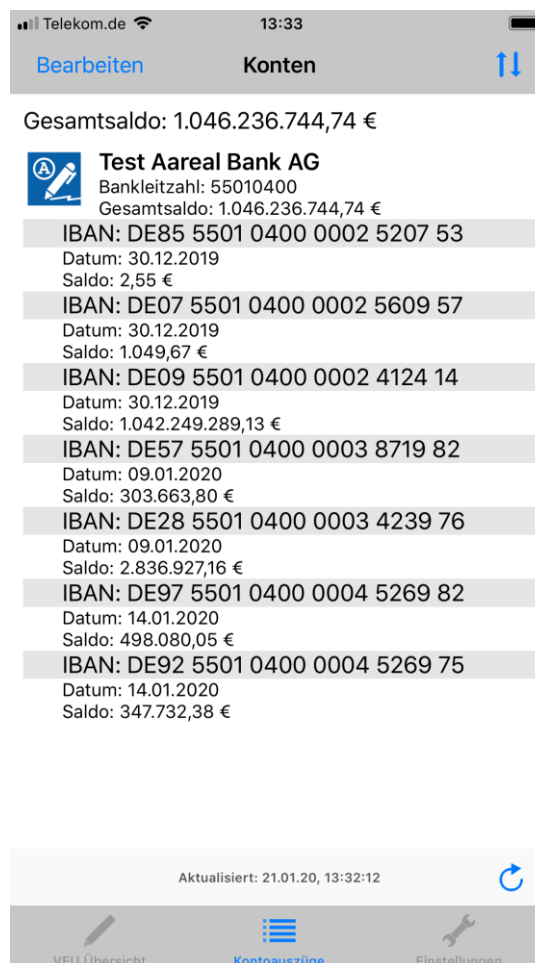 Telekom.de 13:33
Bearbeiten Konten
Gesamtsaldo: 1.046.236.744,74 €
Test Aareal Bank AG
Bankleitzahl: 55010400
Gesamtsaldo: 1.046.236.744,74 €
IBAN: DE85 5501 0400 0002 5207 53
Datum: 30.12.2019
Saldo: 2,55 €
IBAN: DE07 5501 0400 0002 5609 57
Datum: 30.12.2019
Saldo: 1.049,67 €
IBAN: DE09 5501 0400 0002 4124 14
Datum: 30.12.2019
Saldo: 1.042.249.289,13 €
IBAN: DE57 5501 0400 0003 8719 82
Datum: 09.01.2020
Saldo: 303.663,80 €
IBAN: DE28 5501 0400 0003 4239 76
Datum: 09.01.2020
Saldo: 2.836.927,16 €
IBAN: DE97 5501 0400 0004 5269 82
Datum: 14.01.2020
Saldo: 498.080,05 €
IBAN: DE92 5501 0400 0004 5269 75
Datum: 14.01.2020
Saldo: 347.732,38 €
Aktualisiert: 21.01.20, 13:32:12
VEU Übersicht Kontoauszüge Einstellungen